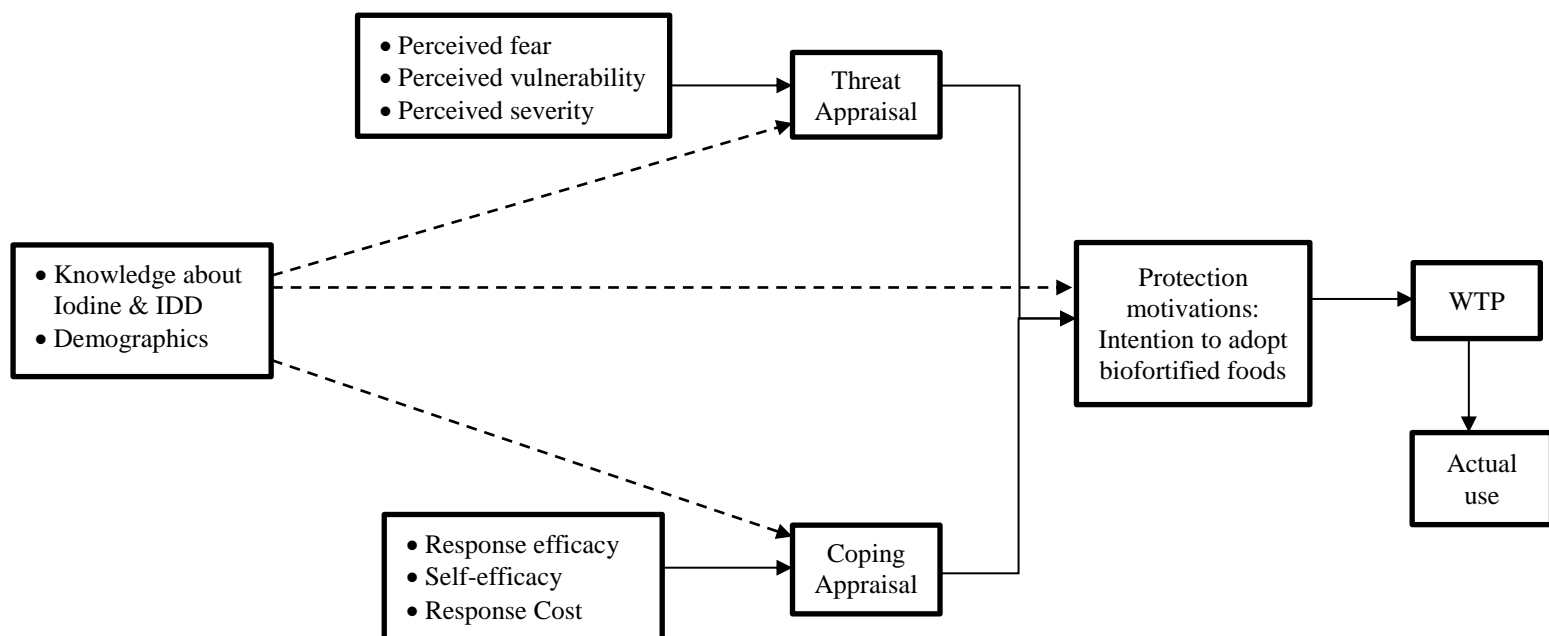 • Perceived fear
• Perceived vulnerability
• Perceived severity
Threat
Appraisal
• Knowledge about
Iodine & IDD
• Demographics
Protection
motivations:
Intention to adopt
biofortified foods
WTP
Actual
use
• Response efficacy
• Self-efficacy
• Response Cost
Coping
Appraisal